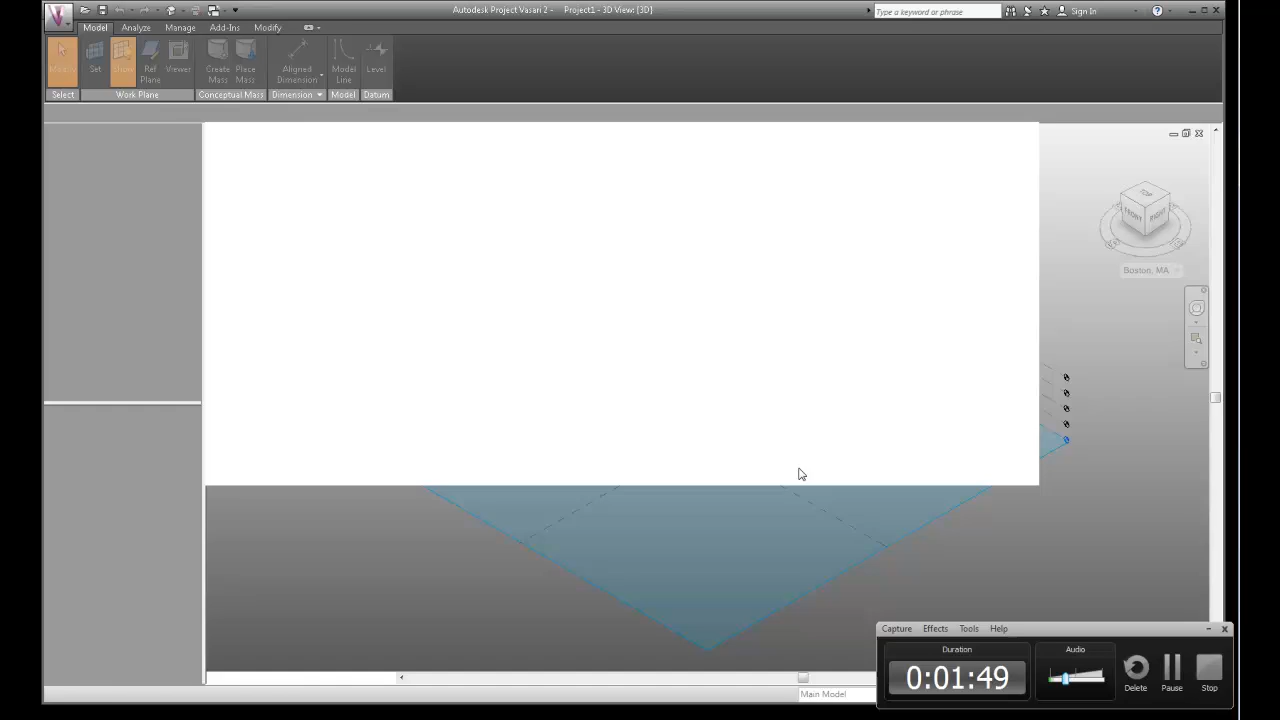 Autodesk Project Vasari 2 - Project1 - 3D View: [3D]
Type a keyword or phrase
Sign In
Model Analyze Manage Add-Ins Modify
Modify Set Show Ref Plane Viewer Create Mass Place Mass Aligned Dimension Model Line Level
Select Work Plane Conceptual Mass Dimension Model Datum
FRONT RIGHT
Boston, MA
Capture Effects Tools Help
Duration Audio
0:01:49
Delete Pause Stop
Main Model